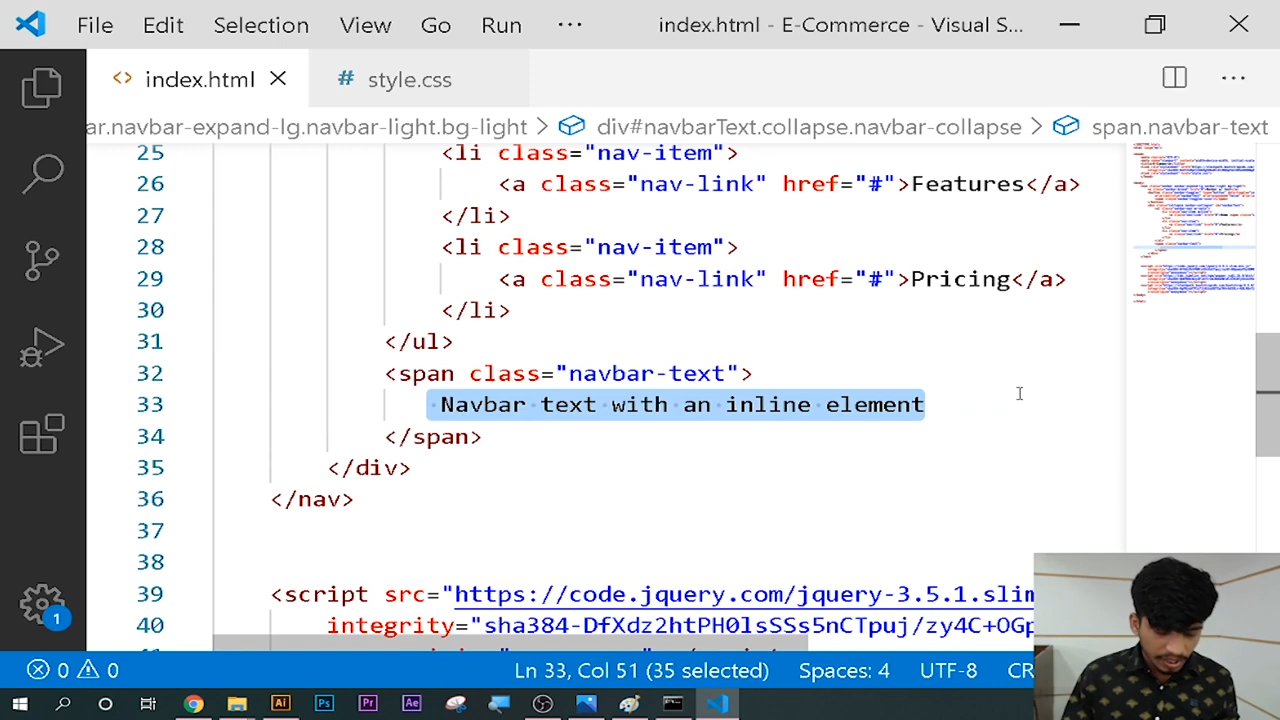 File Edit Selection View Go Run ··· index.html - E-Commerce - Visual S...
<> index.html # style.css ···
ar.navbar-expand-lg.navbar-light.bg-light > div#navbarText.collapse.navbar-collapse > span.navbar-text
25 <li class="nav-item">
26 <a class="nav-link" href="#">Features</a>
27 </li>
28 <li class="nav-item">
29 <a class="nav-link" href="#">Pricing</a>
30 </li>
31 </ul>
32 <span class="navbar-text">
33 Navbar text with an inline element
34 </span>
35 </div>
36 </nav>
37
38
39 <script src="https://code.jquery.com/jquery-3.5.1.slim
40 integrity="sha384-DfXdz2htPH0lsSSs5nCTpuj/zy4C+OGp
1
0 0 Ln 33, Col 51 (35 selected) Spaces: 4 UTF-8 CR
Ai Ps Pr Ae